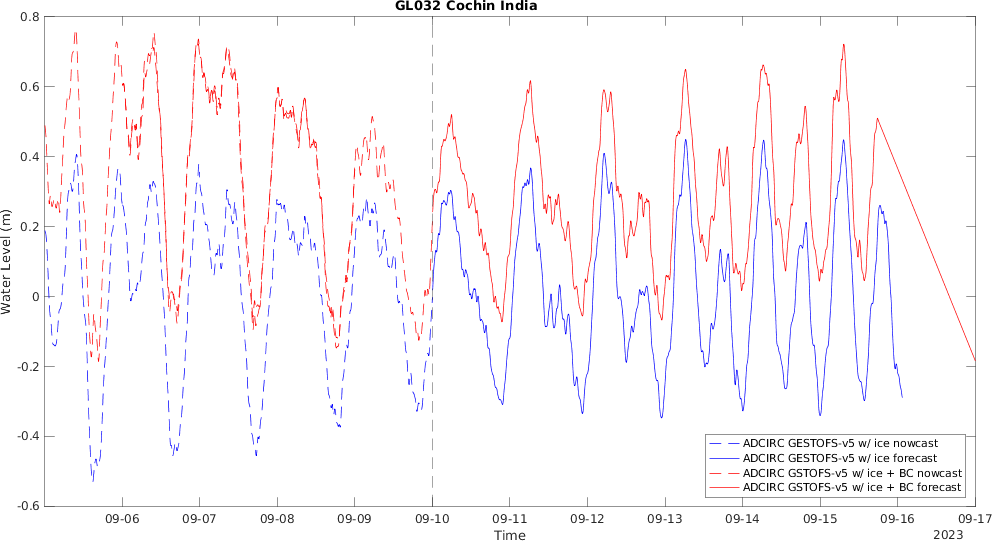 GL032 Cochin India
0.8
0.6
0.4
0.2
0
-0.2
-0.4
-0.6
Water Level (m)
ADCIRC GESTOFS-v5 w/ ice nowcast
ADCIRC GESTOFS-v5 w/ ice forecast
ADCIRC GSTOFS-v5 w/ ice + BC nowcast
ADCIRC GSTOFS-v5 w/ ice + BC forecast
09-06 09-07 09-08 09-09 09-10 09-11 09-12 09-13 09-14 09-15 09-16 09-17
Time
2023